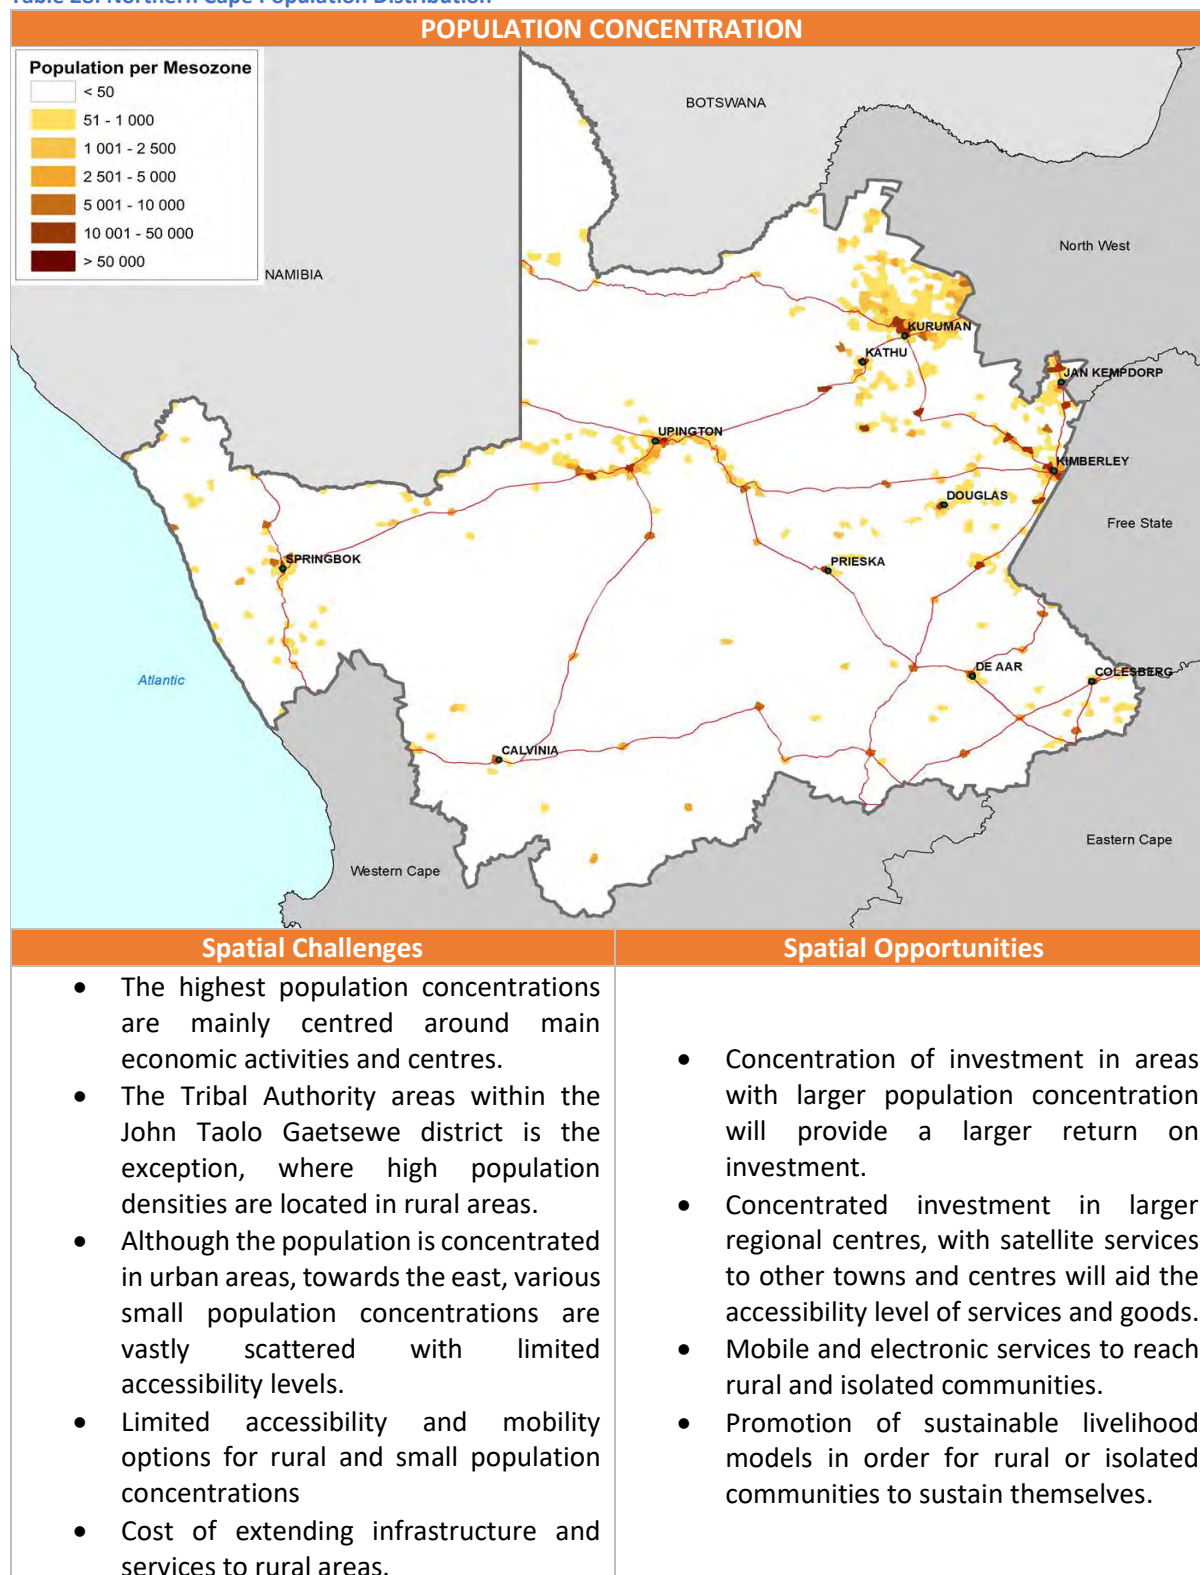 Table 28: Northern Cape Population Distribution
POPULATION CONCENTRATION
Population per Mesozone
< 50
51 - 1 000
1 001 - 2 500
2 501 - 5 000
5 001 - 10 000
10 001 - 50 000
> 50 000
BOTSWANA
North West
NAMIBIA
KURUMAN
KATHU
JAN KEMPDORP
UPINGTON
KIMBERLEY
DOUGLAS
Free State
SPRINGBOK
PRIESKA
Atlantic
DE AAR
COLESBERG
CALVINIA
Eastern Cape
Western Cape
Spatial Challenges
• The highest population concentrations
are mainly centred around main
economic activities and centres.
• The Tribal Authority areas within the
John Taolo Gaetsewe district is the
exception, where high population
densities are located in rural areas.
• Although the population is concentrated
in urban areas, towards the east, various
small population concentrations are
vastly scattered with limited
accessibility levels.
• Limited accessibility and mobility
options for rural and small population
concentrations
• Cost of extending infrastructure and
services to rural areas.
Spatial Opportunities
• Concentration of investment in areas
with larger population concentration
will provide a larger return on
investment.
• Concentrated investment in larger
regional centres, with satellite services
to other towns and centres will aid the
accessibility level of services and goods.
• Mobile and electronic services to reach
rural and isolated communities.
• Promotion of sustainable livelihood
models in order for rural or isolated
communities to sustain themselves.